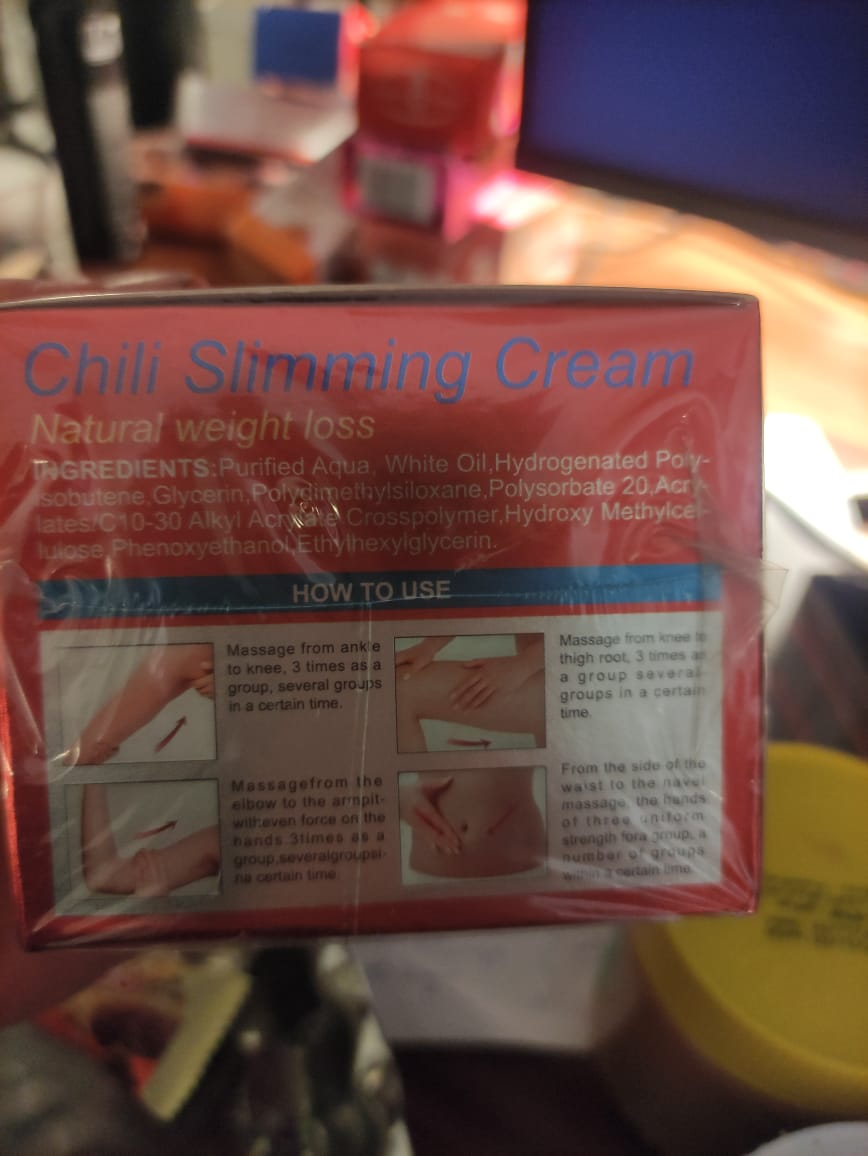 Chili Slimming Cream
Natural weight loss
INGREDIENTS:Purified Aqua, White Oil,Hydrogenated Poly-
isobutene,Glycerin,Polydimethylsiloxane,Polysorbate 20,Acry-
lates/C10-30 Alkyl Acrylate Crosspolymer,Hydroxy Methylcel-
lulose,Phenoxyethanol,Ethylhexylglycerin.
HOW TO USE
Massage from ankle
to knee, 3 times as a
group, several groups
in a certain time.
Massage from knee to
thigh root, 3 times as
a group several
groups in a certain
time.
Massagefrom the
elbow to the armpit-
with:even force on the
hands.3times as a
group,severalgroupsi-
na certain time.
From the side of the
waist to the navel
massage, the hands
of three uniform
strength fora group, a
number of groups
within a certain time.